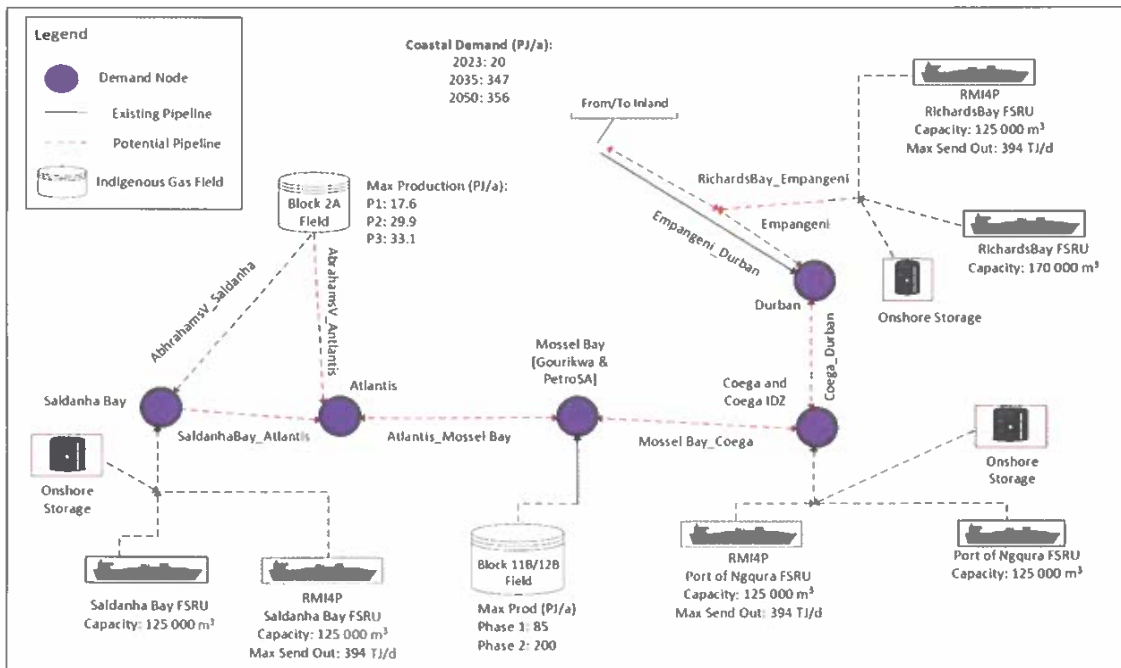 Legend
Demand Node
Existing Pipeline
Potential Pipeline
Indigenous Gas Field
Coastal Demand (PJ/a):
2023: 20
2035: 347
2050: 356
From/To Inland
RMI4P
RichardsBay FSRU
Capacity: 125 000 m³
Max Send Out: 394 TJ/d
Block 2A
Field
Max Production (PJ/a):
P1: 17.6
P2: 29.9
P3: 33.1
RichardsBay_Empangeni
Empangeni
Empangeni_Durban
RichardsBay FSRU
Capacity: 170 000 m³
Onshore
Storage
Durban
AbhrahamsV_Saldanha
AbrahamsV_Antlantis
Coega_Durban
Mossel Bay
[Gourikwa &
PetroSA]
Coega and
Coega IDZ
Saldanha Bay
Atlantis
SaldanhaBay_Atlantis
Atlantis_Mossel Bay
Mossel Bay_Coega
Onshore
Storage
Onshore
Storage
Saldanha Bay FSRU
Capacity: 125 000 m³
RMI4P
Saldanha Bay FSRU
Capacity: 125 000 m³
Max Send Out: 394 TJ/d
Block 11B/12B
Field
Max Prod (PJ/a)
Phase 1: 85
Phase 2: 200
RMI4P
Port of Ngqura FSRU
Capacity: 125 000 m³
Max Send Out: 394 TJ/d
Port of Ngqura FSRU
Capacity: 125 000 m³